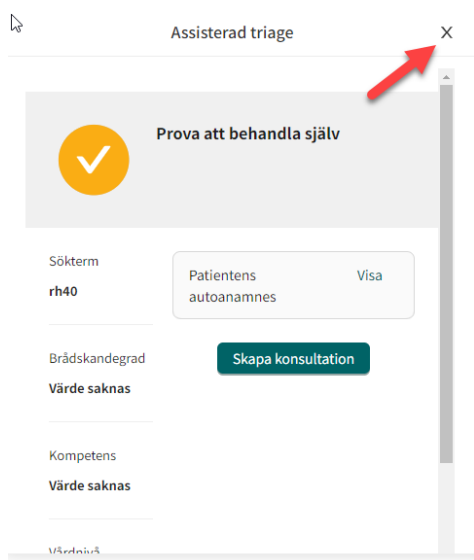 Assisterad triage
Prova att behandla själv
Sökterm
rh40
Patientens
autoanamnes
Visa
Skapa konsultation
Brådskandegrad
Värde saknas
Kompetens
Värde saknas
Vårdnivå